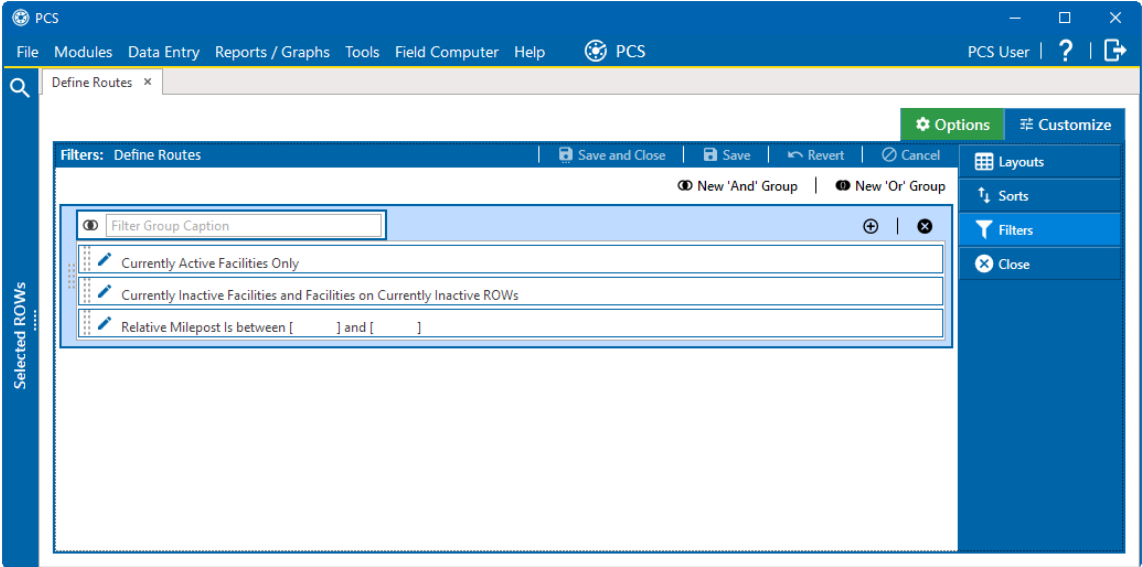 PCS
File Modules Data Entry Reports / Graphs Tools Field Computer Help PCS PCS User | ? |
Define Routes ×
Options Customize
Filters: Define Routes | Save and Close | Save | Revert | Cancel
Layouts
New 'And' Group | New 'Or' Group
Sorts
Filter Group Caption
Filters
Currently Active Facilities Only
Close
Currently Inactive Facilities and Facilities on Currently Inactive ROWs
Relative Milepost Is between [ ] and [ ]
Selected ROWs